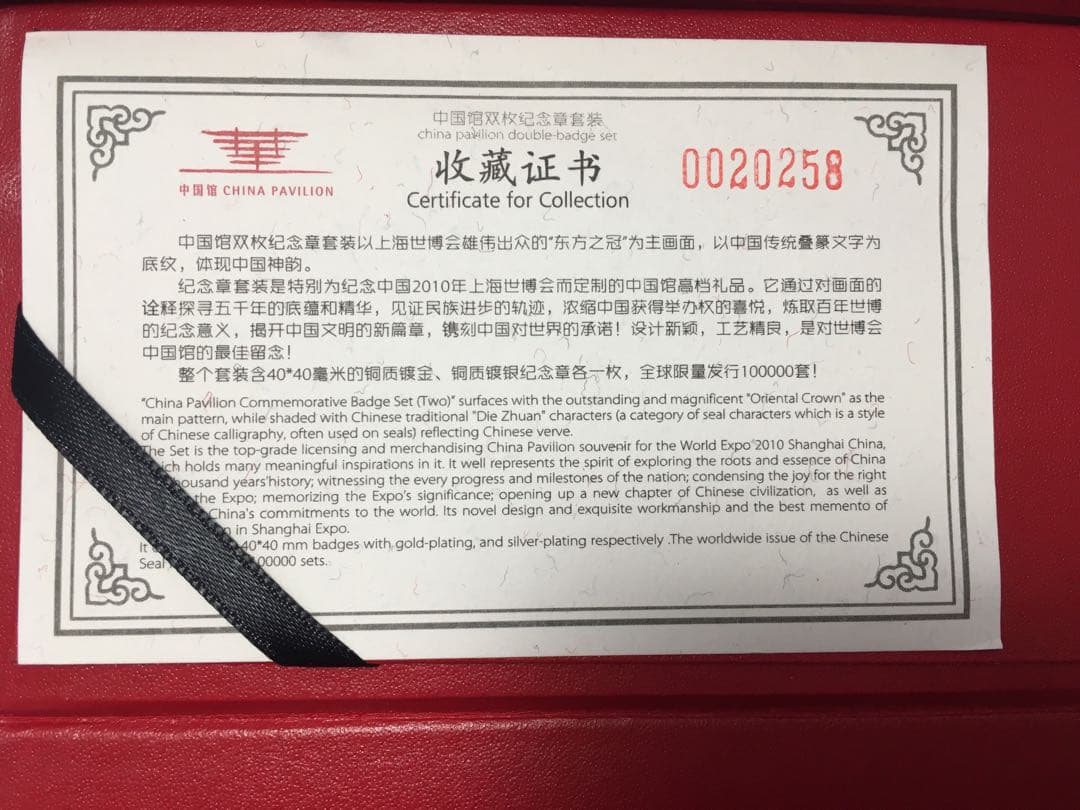 中国馆双枚纪念章套装
china pavilion double-badge set
收藏证书
Certificate for Collection
中国馆 CHINA PAVILION
0020258
中国馆双枚纪念章套装以上海世博会雄伟出众的“东方之冠”为主画面，以中国传统叠篆文字为
底纹，体现中国神韵。
纪念章套装是特别为纪念中国2010年上海世博会而定制的中国馆高档礼品。它通过对画面的
诠释探寻五千年的底蕴和精华，见证民族进步的轨迹，浓缩中国获得举办权的喜悦，炼取百年世博
的纪念意义，揭开中国文明的新篇章，镌刻中国对世界的承诺！设计新颖，工艺精良，是对世博会
中国馆的最佳留念！
整个套装含40*40毫米的铜质镀金、铜质镀银纪念章各一枚，全球限量发行100000套！
"China Pavilion Commemorative Badge Set (Two)" surfaces with the outstanding and magnificent "Oriental Crown" as the
main pattern, while shaded with Chinese traditional "Die Zhuan" characters (a category of seal characters which is a style
of Chinese calligraphy, often used on seals) reflecting Chinese verve.
The Set is the top-grade licensing and merchandising China Pavilion souvenir for the World Expo 2010 Shanghai China,
which holds many meaningful inspirations in it. It well represents the spirit of exploring the roots and essence of China
thousand years'history; witnessing the every progress and milestones of the nation; condensing the joy for the right
the Expo; memorizing the Expo's significance; opening up a new chapter of Chinese civilization, as well as
China's commitments to the world. Its novel design and exquisite workmanship and the best memento of
in Shanghai Expo.
It 40*40 mm badges with gold-plating, and silver-plating respectively .The worldwide issue of the Chinese
Seal 00000 sets.